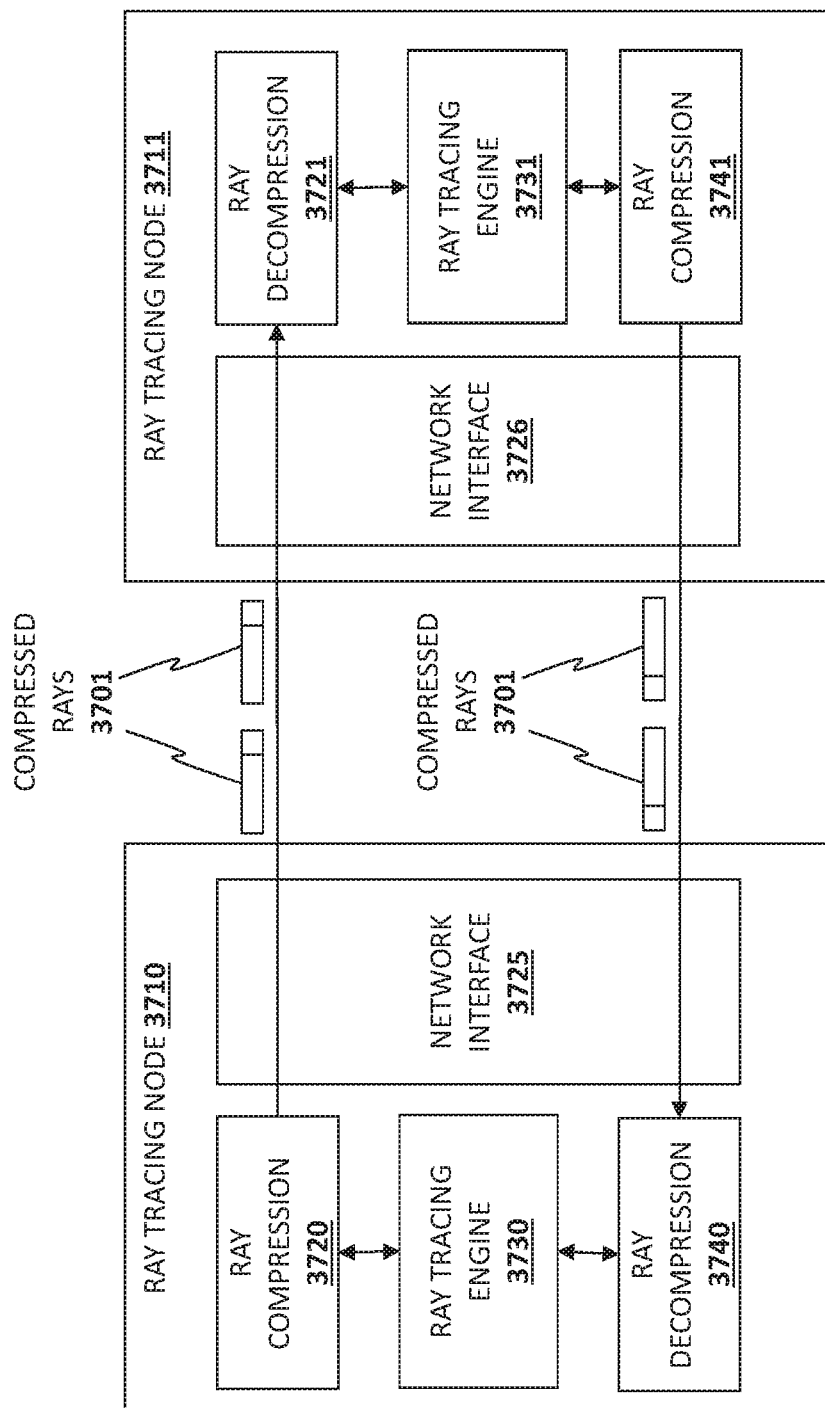 RAY TRACING NODE 3710
RAY
COMPRESSION
3720
RAY TRACING
ENGINE
3730
RAY
DECOMPRESSION
3740
NETWORK
INTERFACE
3725
COMPRESSED
RAYS
3701
COMPRESSED
RAYS
3701
RAY TRACING NODE 3711
NETWORK
INTERFACE
3726
RAY
DECOMPRESSION
3721
RAY TRACING
ENGINE
3731
RAY
COMPRESSION
3741